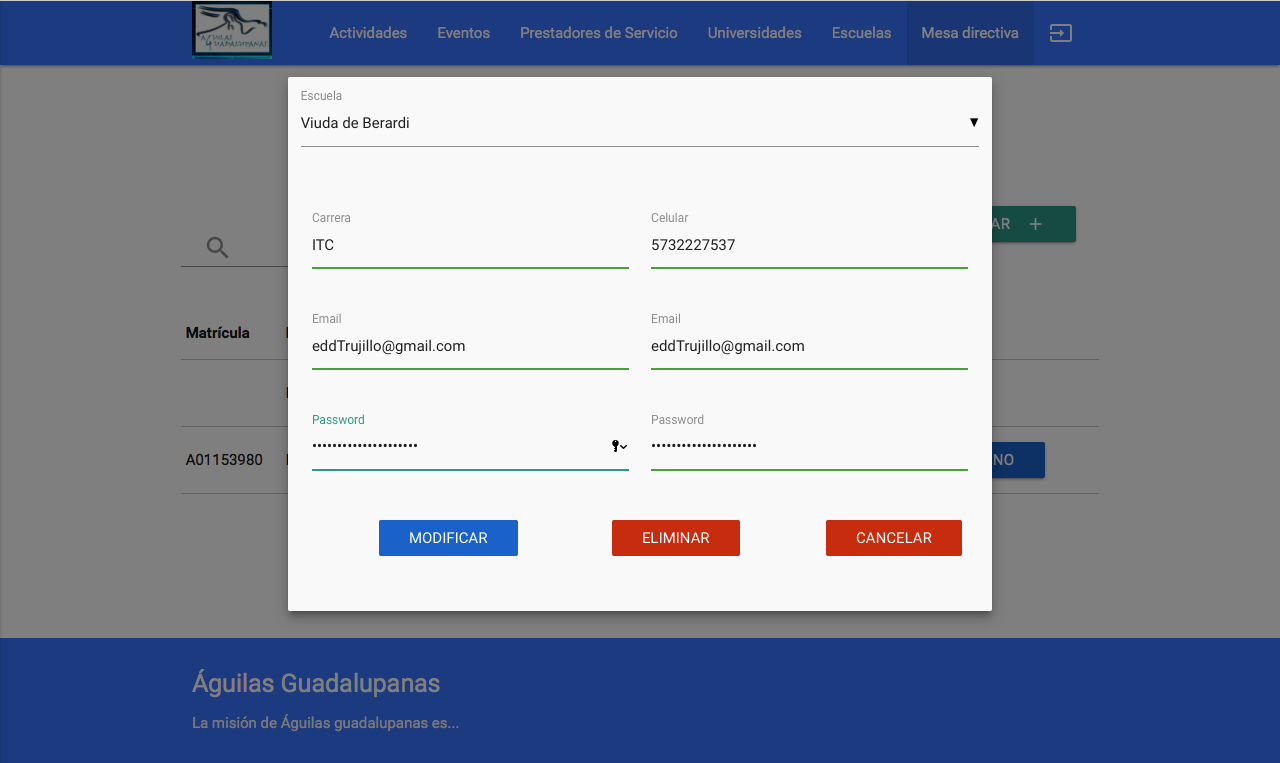 AGUILAS
GUADALUPANAS
Actividades Eventos Prestadores de Servicio Universidades Escuelas Mesa directiva
Escuela
Viuda de Berardi
Carrera Celular
ITC 5732227537
AR +
Email Email
eddTrujillo@gmail.com eddTrujillo@gmail.com
Matrícula
Password Password
••••••••••••••••••••• •••••••••••••••••••••
A01153980 NO
MODIFICAR ELIMINAR CANCELAR
Águilas Guadalupanas
La misión de Águilas guadalupanas es...